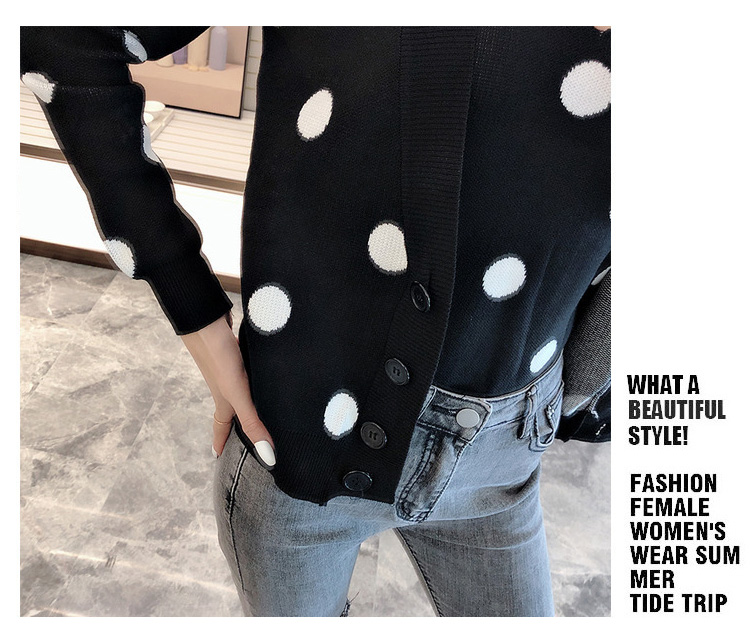 WHAT A
BEAUTIFUL
STYLE!
FASHION
FEMALE
WOMEN'S
WEAR SUM
MER
TIDE TRIP